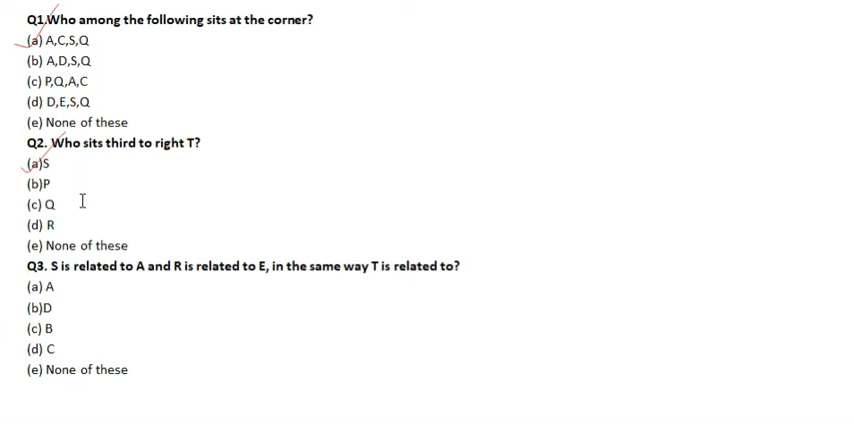 Q1.Who among the following sits at the corner?
(a) A,C,S,Q
(b) A,D,S,Q
(c) P,Q,A,C
(d) D,E,S,Q
(e) None of these
Q2. Who sits third to right T?
(a)S
(b)P
(c) Q
(d) R
(e) None of these
Q3. S is related to A and R is related to E, in the same way T is related to?
(a) A
(b)D
(c) B
(d) C
(e) None of these